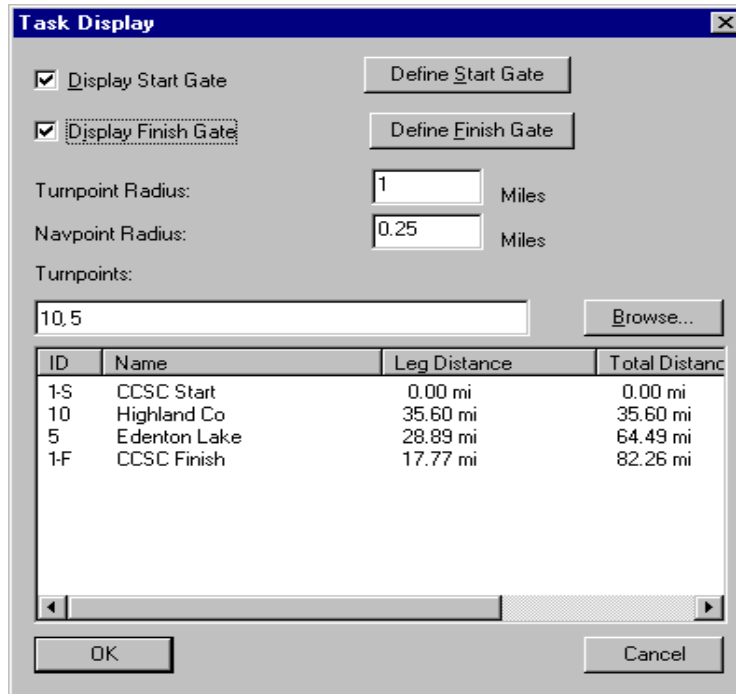 Task Display
Display Start Gate Define Start Gate
Display Finish Gate Define Finish Gate
Turnpoint Radius: 1 Miles
Navpoint Radius: 0.25 Miles
Turnpoints:
10,5 Browse...
ID Name Leg Distance Total Distanc
1-S CCSC Start 0.00 mi 0.00 mi
10 Highland Co 35.60 mi 35.60 mi
5 Edenton Lake 28.89 mi 64.49 mi
1-F CCSC Finish 17.77 mi 82.26 mi
OK Cancel